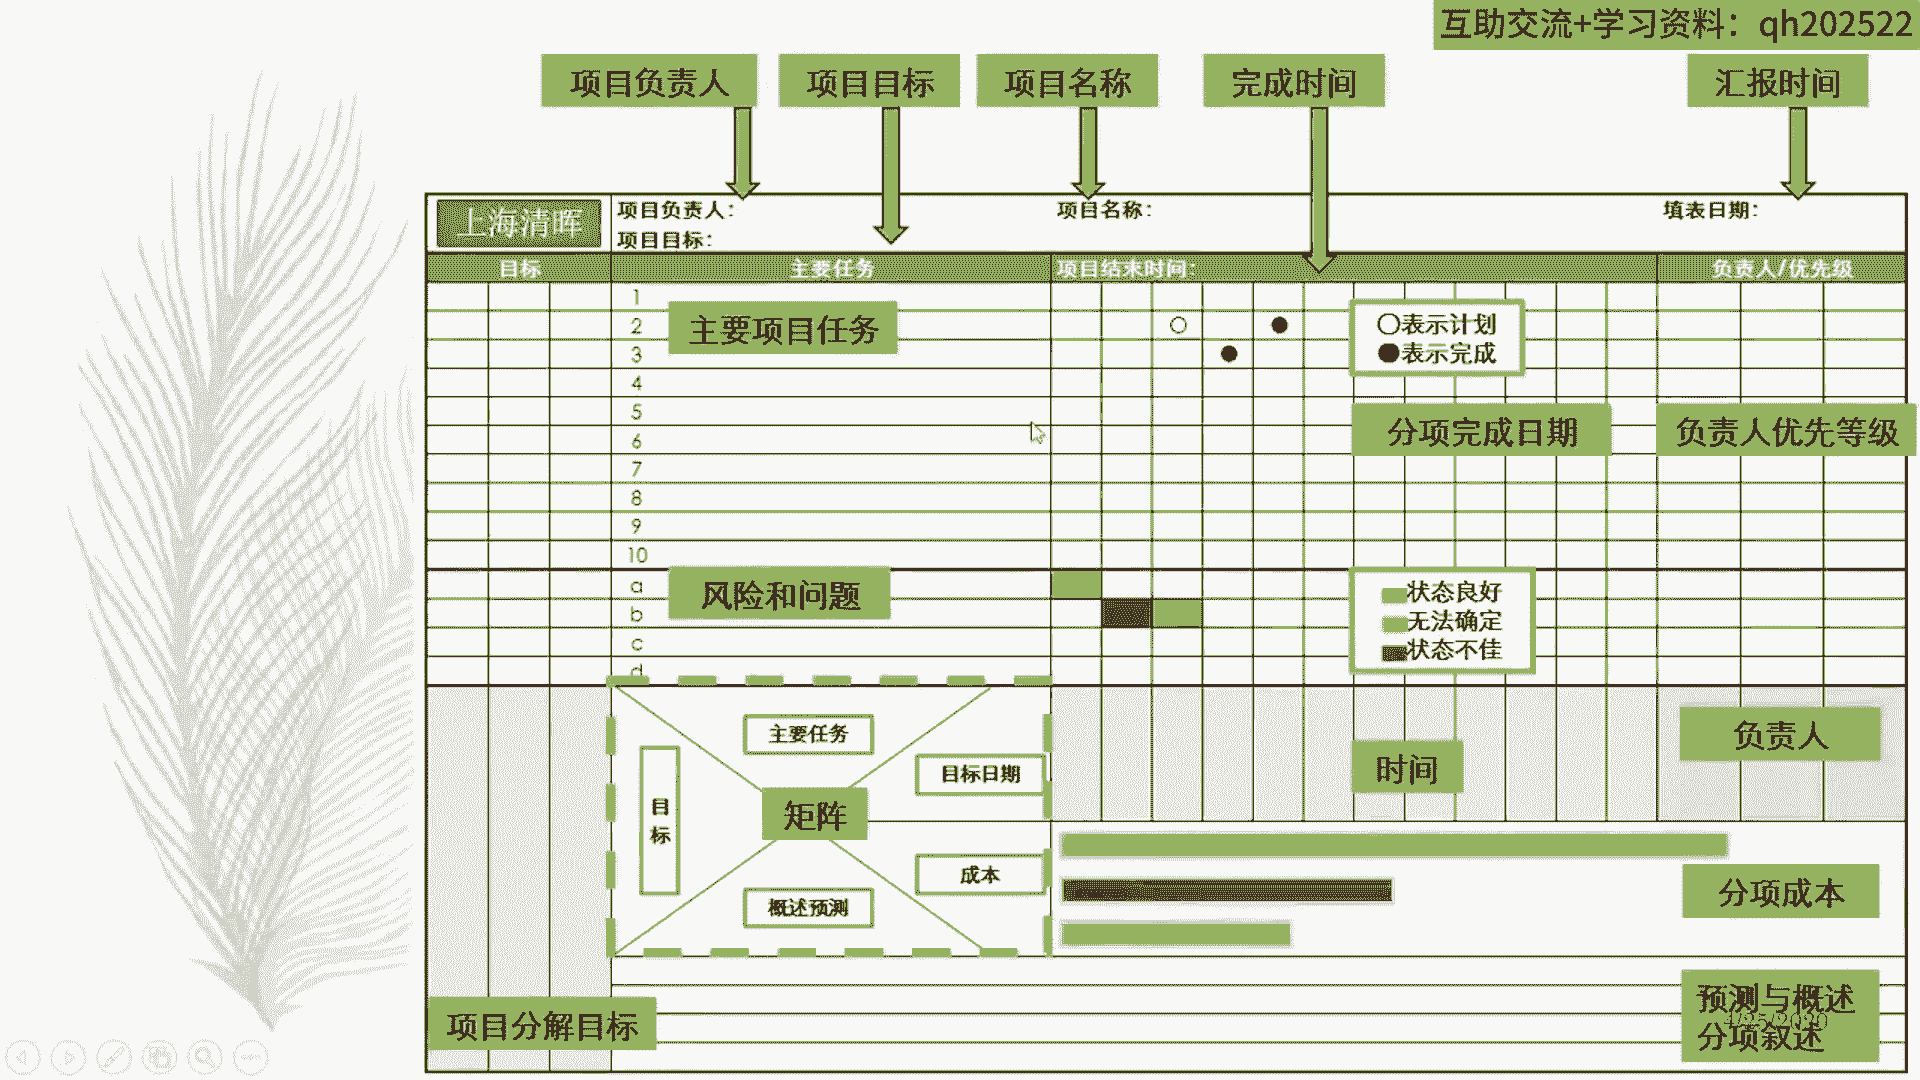 互助交流+学习资料：qh202522
项目负责人
项目目标
项目名称
完成时间
汇报时间
上海清晖
项目负责人：
项目名称：
填表日期：
项目目标：
目标
主要任务
项目结束时间：
负责人/优先级
1
2
3
4
5
6
7
8
9
10
a
b
c
d
主要项目任务
○表示计划
●表示完成
分项完成日期
负责人优先等级
风险和问题
状态良好
无法确定
状态不佳
主要任务
目标日期
目标
矩阵
成本
概述预测
时间
负责人
分项成本
项目分解目标
预测与概述
4/25/2020
分项叙述